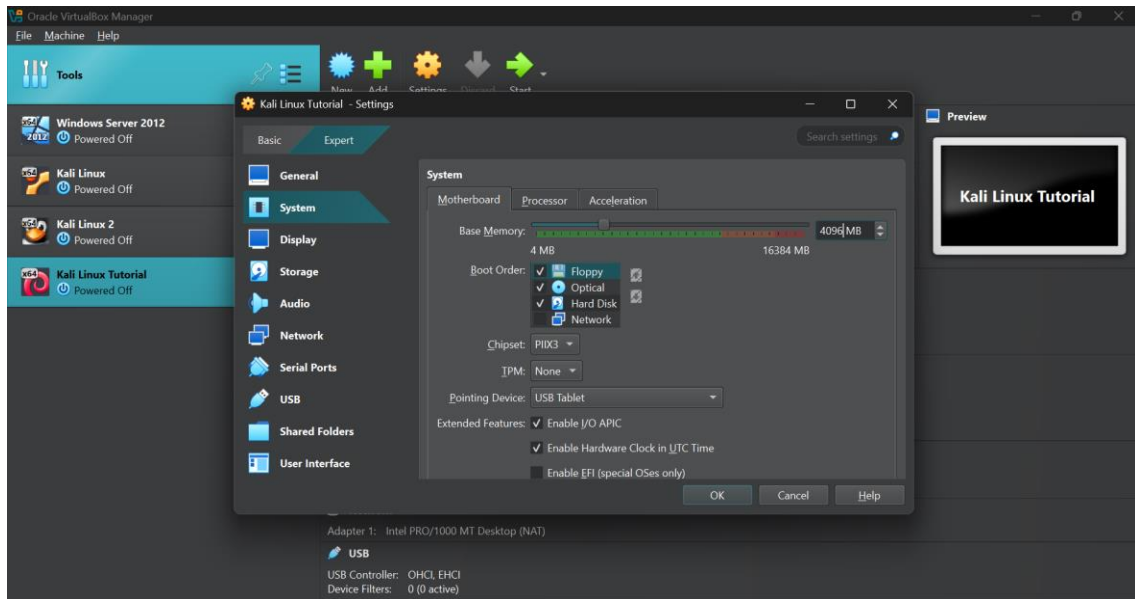 Oracle VirtualBox Manager
File Machine Help
Tools
New Add Settings Discard Start
Windows Server 2012
Powered Off
Kali Linux
Powered Off
Kali Linux 2
Powered Off
Kali Linux Tutorial
Powered Off
Kali Linux Tutorial - Settings
Basic Expert
Search settings
General
System
Display
Storage
Audio
Network
Serial Ports
USB
Shared Folders
User Interface
System
Motherboard Processor Acceleration
Base Memory: 4096 MB
4 MB 16384 MB
Boot Order: Floppy
Optical
Hard Disk
Network
Chipset: PIIX3
TPM: None
Pointing Device: USB Tablet
Extended Features: Enable I/O APIC
Enable Hardware Clock in UTC Time
Enable EFI (special OSes only)
OK Cancel Help
Preview
Kali Linux Tutorial
Adapter 1: Intel PRO/1000 MT Desktop (NAT)
USB
USB Controller: OHCI, EHCI
Device Filters: 0 (0 active)